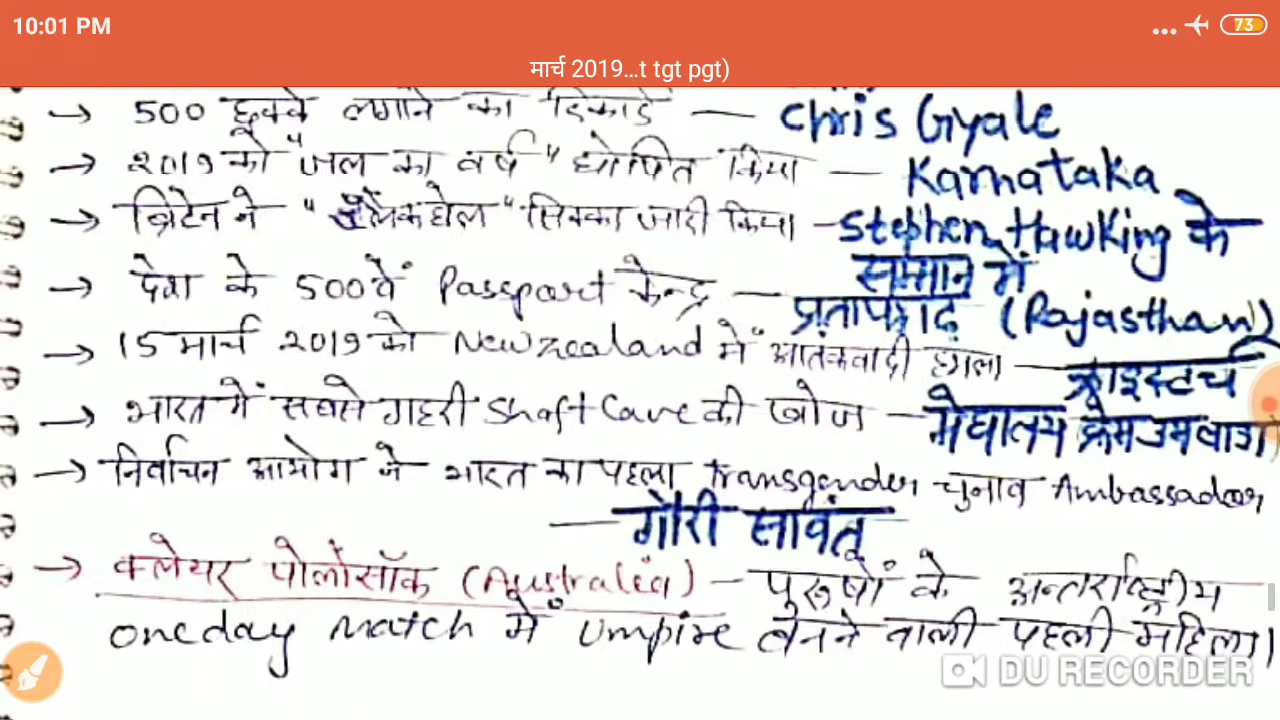 10:01 PM
... 73
मार्च 2019...t tgt pgt)
→ 500 छक्के लगाने का रिकार्ड — Chris Gyale
→ 2019 को "जल का वर्ष" घोषित किया — Karnataka
→ ब्रिटेन ने "ब्लैकहोल" सिक्का जारी किया - Stephen Hawking के
सम्मान में
→ देश के 500वें Passport केन्द्र — प्रतापगढ़ (Rajasthan)
→ 15 मार्च 2019 को Newzealand में आतंकवादी हमला — क्राइस्टचर्च
→ भारत में सबसे गहरी Shaft Cave की खोज — मेघालय क्रेम उमलाडा
→ निर्वाचन आयोग ने भारत का पहला transgender चुनाव Ambassador
— गौरी सावंत
→ क्लेयर पोलोसॉक (Australia) - पुरुषों के अन्तर्राष्ट्रीय
oneday match में Umpire बनने वाली पहली महिला।
DU RECORDER